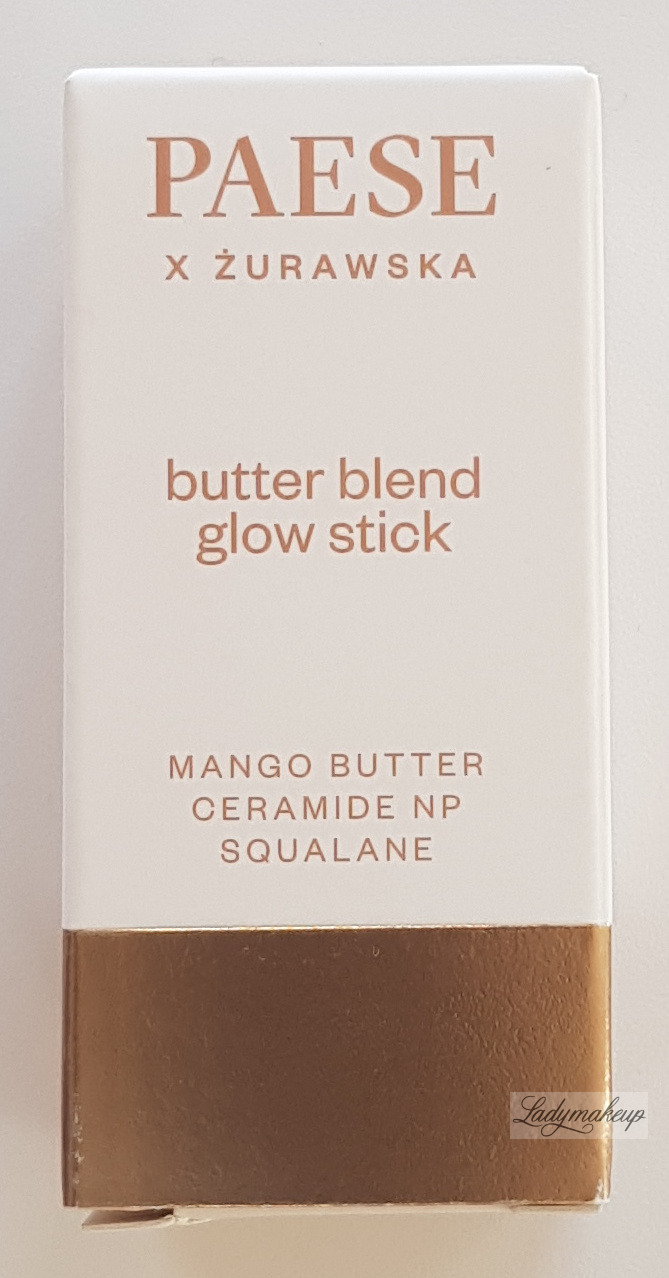 PAESE
X ŻURAWSKA
butter blend
glow stick
MANGO BUTTER
CERAMIDE NP
SQUALANE
Ladymakeup